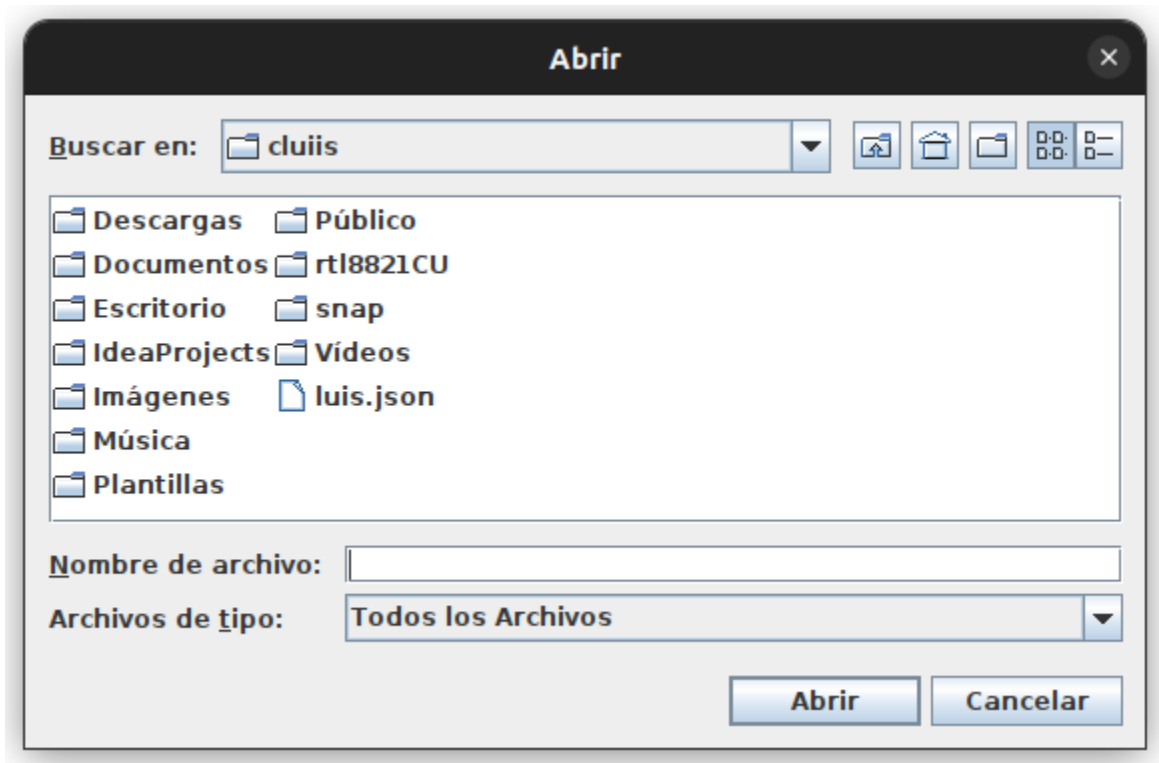 Abrir
Buscar en: cluiis
Descargas
Documentos
Escritorio
IdeaProjects
Imágenes
Música
Plantillas
Público
rtl8821CU
snap
Vídeos
luis.json
Nombre de archivo:
Archivos de tipo: Todos los Archivos
Abrir Cancelar